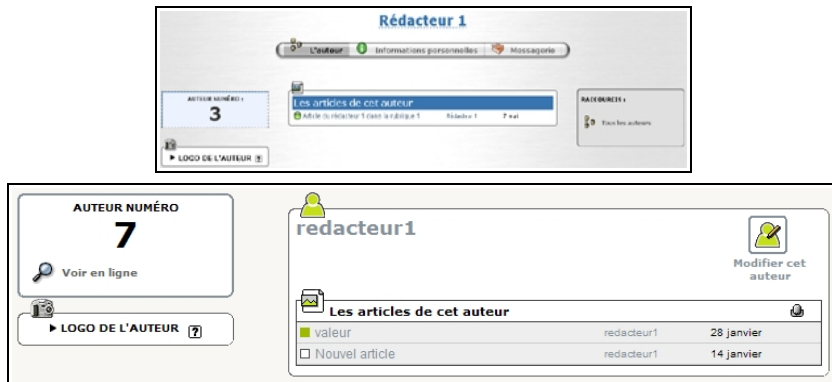 Rédacteur 1
L'auteur Informations personnelles Messagerie
AUTEUR NUMÉRO :
3
Les articles de cet auteur
Article du rédacteur 1 dans la rubrique 1 Rédacteur 1 7 mai
RACCOURCIS :
Tous les auteurs
LOGO DE L'AUTEUR ?
AUTEUR NUMÉRO
7
Voir en ligne
LOGO DE L'AUTEUR ?
redacteur1
Modifier cet
auteur
Les articles de cet auteur
valeur redacteur1 28 janvier
Nouvel article redacteur1 14 janvier